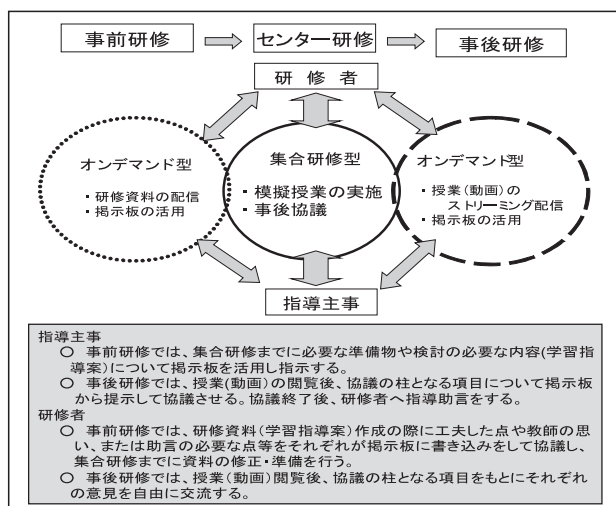 事前研修
センター研修
事後研修
研 修 者
オンデマンド型
・研修資料の配信
・掲示板の活用
集合研修型
・模擬授業の実施
・事後協議
オンデマンド型
・授業(動画)の
ストリーミング配信
・掲示板の活用
指導主事
指導主事
○ 事前研修では、集合研修までに必要な準備物や検討の必要な内容(学習指
導案)について掲示板を活用し指示する。
○ 事後研修では、授業(動画)の閲覧後、協議の柱となる項目について掲示板
から提示して協議させる。協議終了後、研修者へ指導助言をする。
研修者
○ 事前研修では、研修資料(学習指導案)作成の際に工夫した点や教師の思
い、または助言の必要な点等をそれぞれが掲示板に書き込みをして協議し、
集合研修までに資料の修正・準備を行う。
○ 事後研修では、授業(動画)閲覧後、協議の柱となる項目をもとにそれぞれ
の意見を自由に交流する。